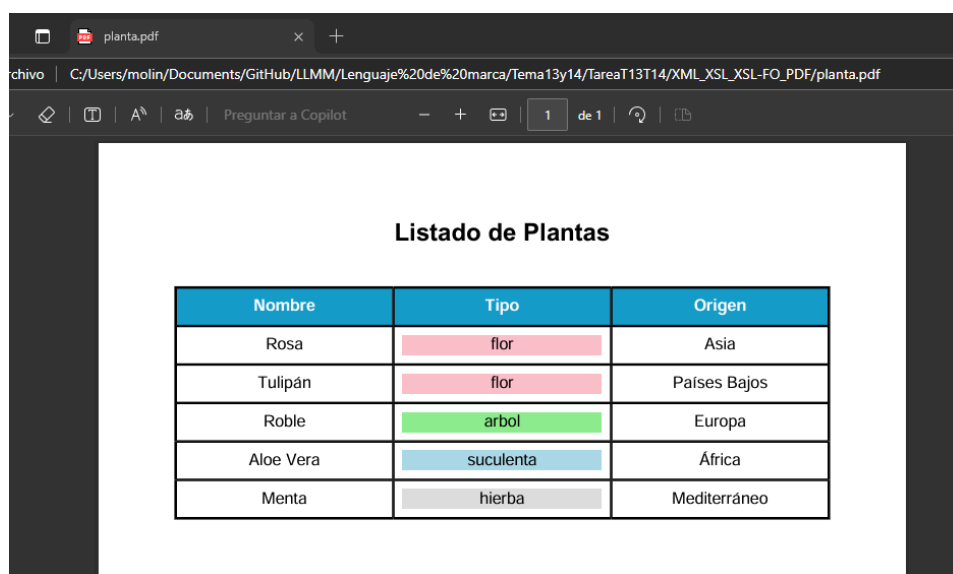 planta.pdf
rchivo C:/Users/molin/Documents/GitHub/LLMM/Lenguaje%20de%20marca/Tema13y14/TareaT13T14/XML_XSL_XSL-FO_PDF/planta.pdf
Preguntar a Copilot 1 de 1
Listado de Plantas
Nombre Tipo Origen
Rosa flor Asia
Tulipán flor Países Bajos
Roble arbol Europa
Aloe Vera suculenta África
Menta hierba Mediterráneo